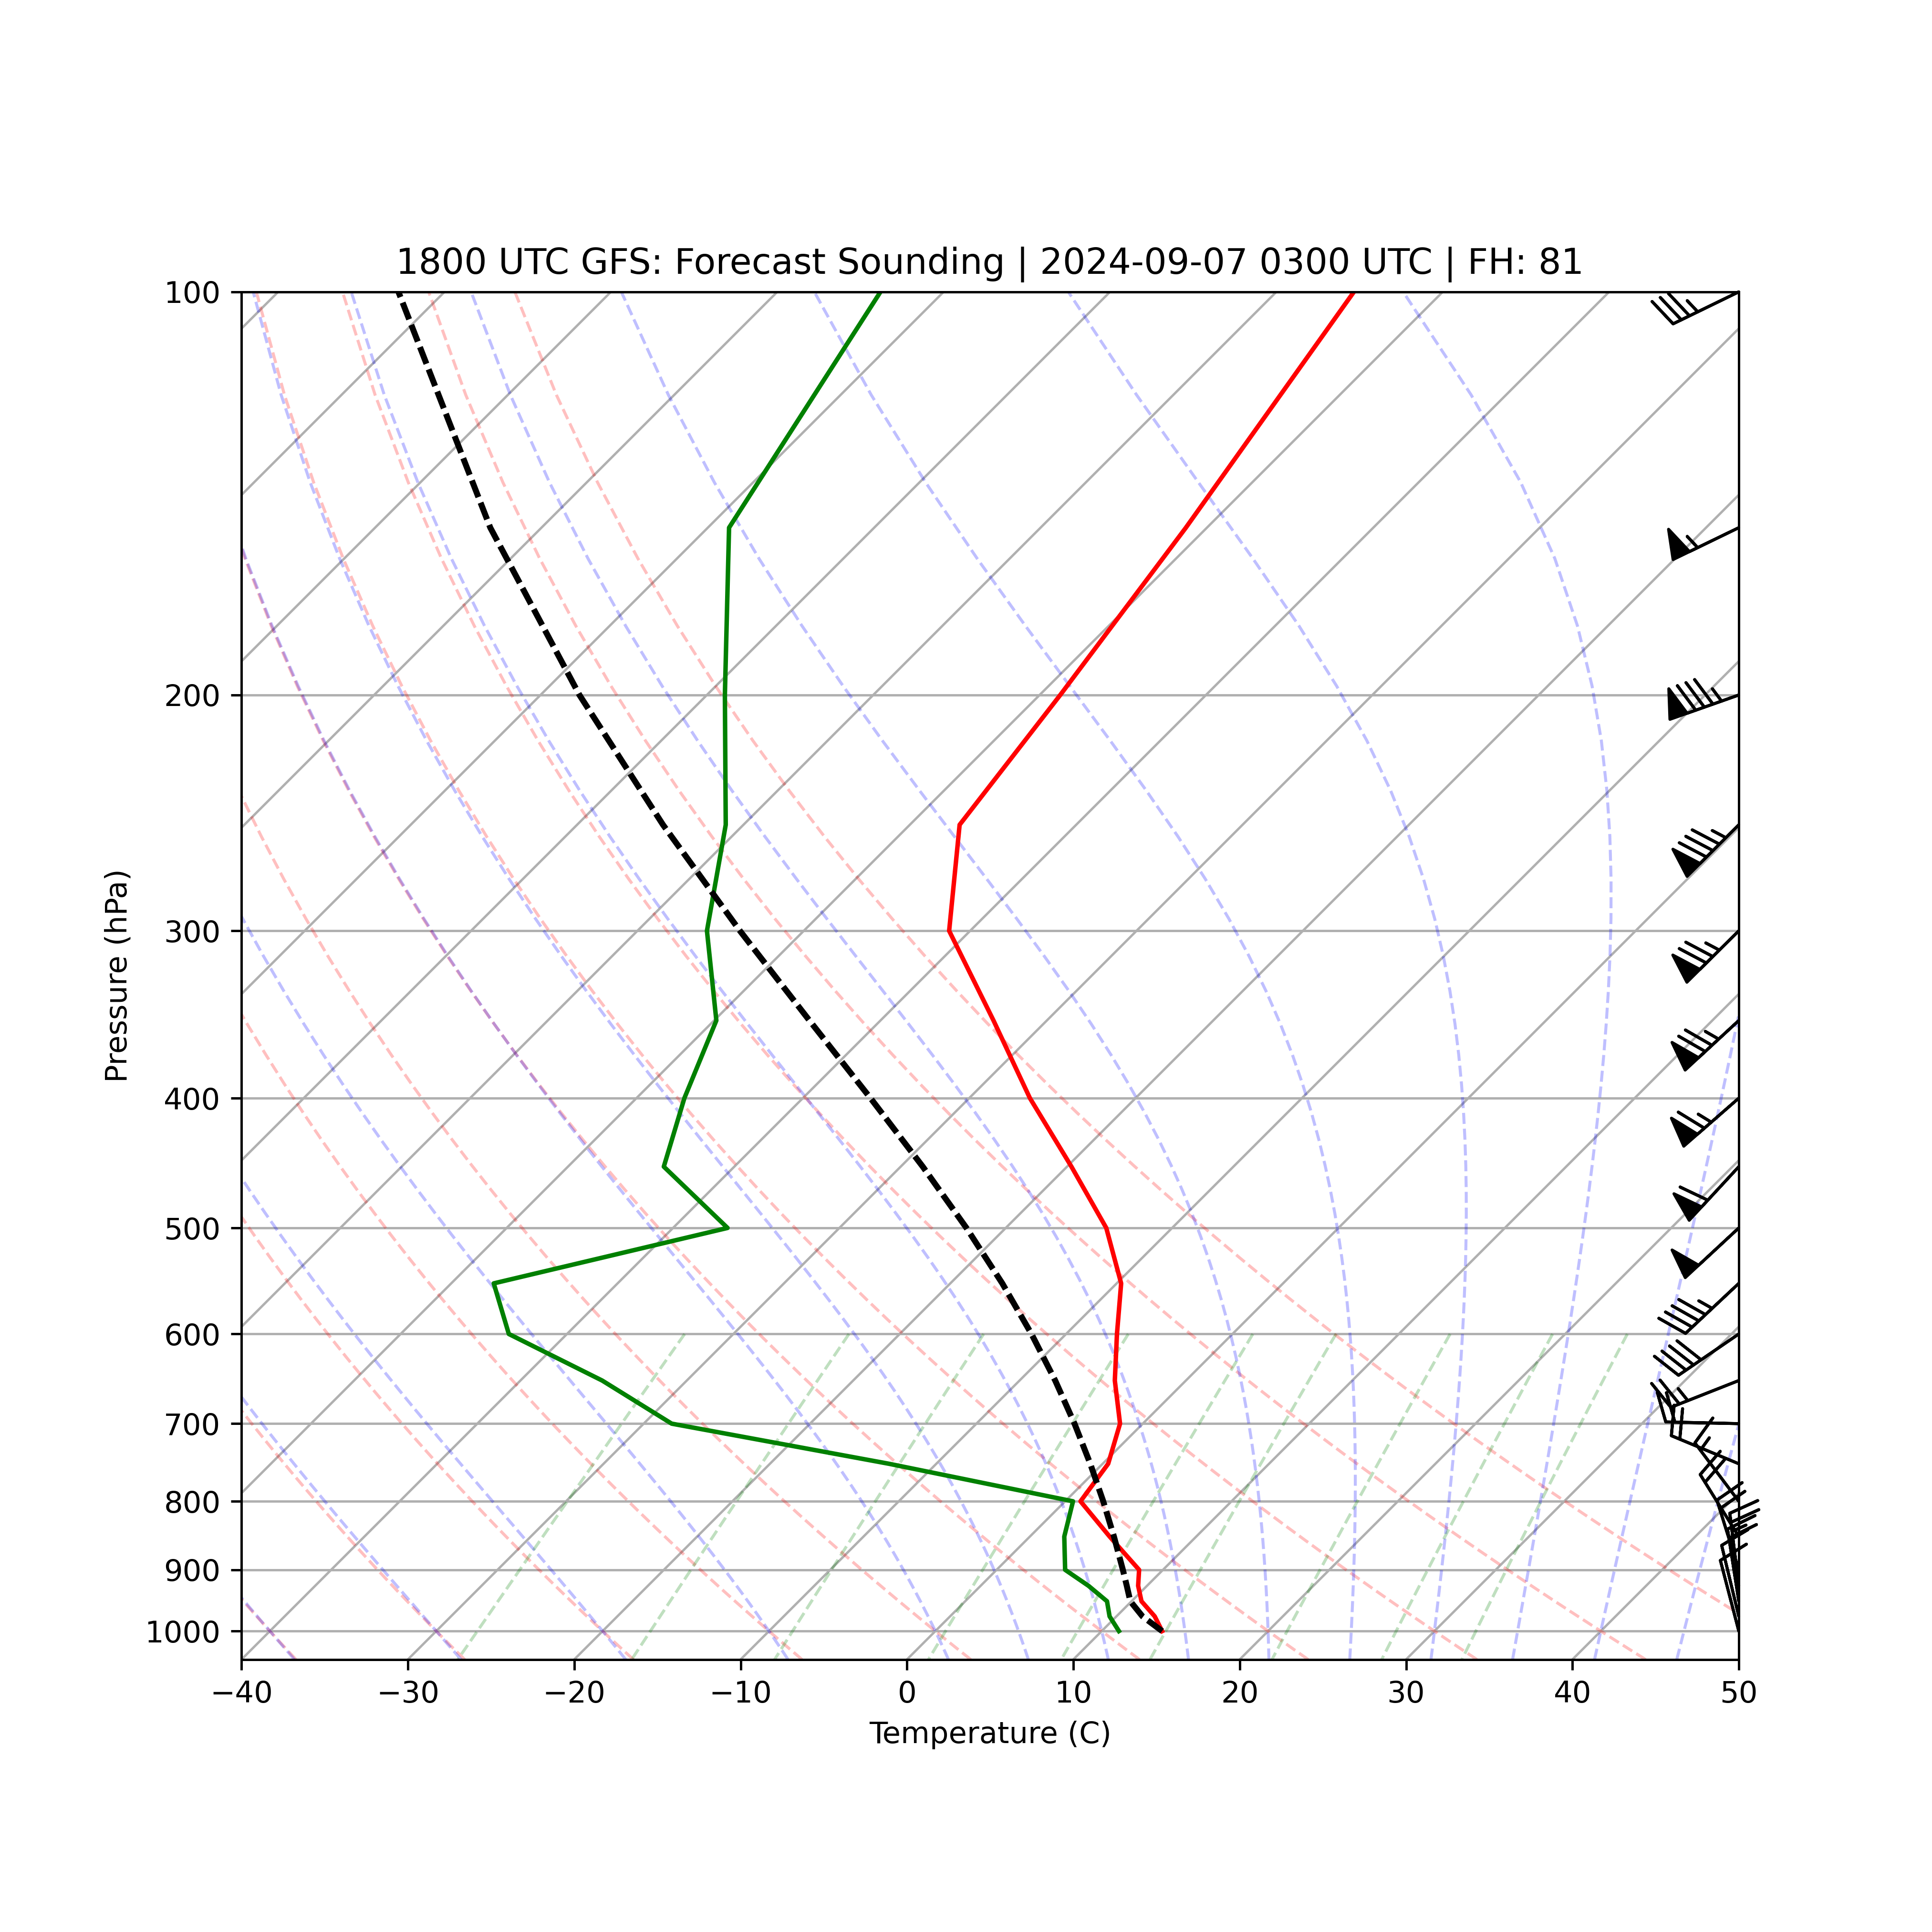 1800 UTC GFS: Forecast Sounding | 2024-09-07 0300 UTC | FH: 81
100
200
300
400
500
600
700
800
900
1000
Pressure (hPa)
−40 −30 −20 −10 0 10 20 30 40 50
Temperature (C)